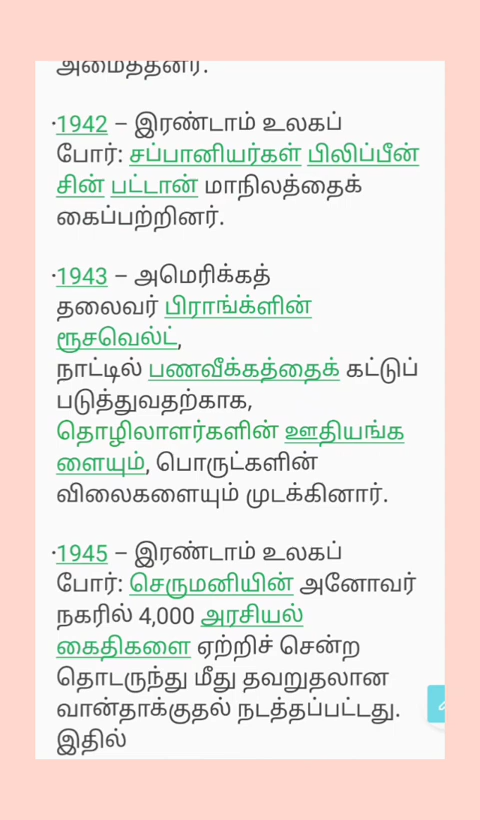 அமைத்தனர்.
·1942 – இரண்டாம் உலகப்
போர்: சப்பானியர்கள் பிலிப்பீன்
சின் பட்டான் மாநிலத்தைக்
கைப்பற்றினர்.
·1943 – அமெரிக்கத்
தலைவர் பிராங்க்ளின்
ரூசவெல்ட்,
நாட்டில் பணவீக்கத்தைக் கட்டுப்
படுத்துவதற்காக,
தொழிலாளர்களின் ஊதியங்க
ளையும், பொருட்களின்
விலைகளையும் முடக்கினார்.
·1945 – இரண்டாம் உலகப்
போர்: செருமனியின் அனோவர்
நகரில் 4,000 அரசியல்
கைதிகளை ஏற்றிச் சென்ற
தொடருந்து மீது தவறுதலான
வான்தாக்குதல் நடத்தப்பட்டது.
இதில்